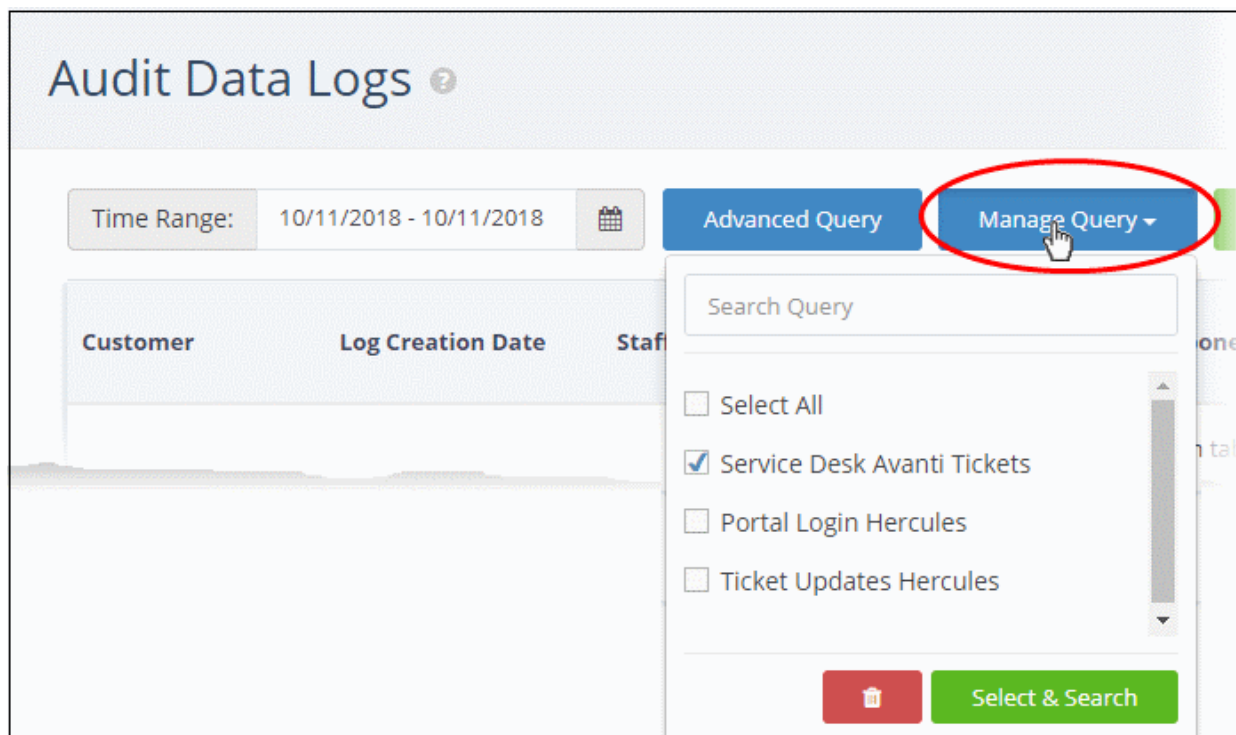 Audit Data Logs
Time Range: 10/11/2018 - 10/11/2018 Advanced Query Manage Query
Search Query
Customer Log Creation Date
Select All
Service Desk Avanti Tickets
Portal Login Hercules
Ticket Updates Hercules
Select & Search